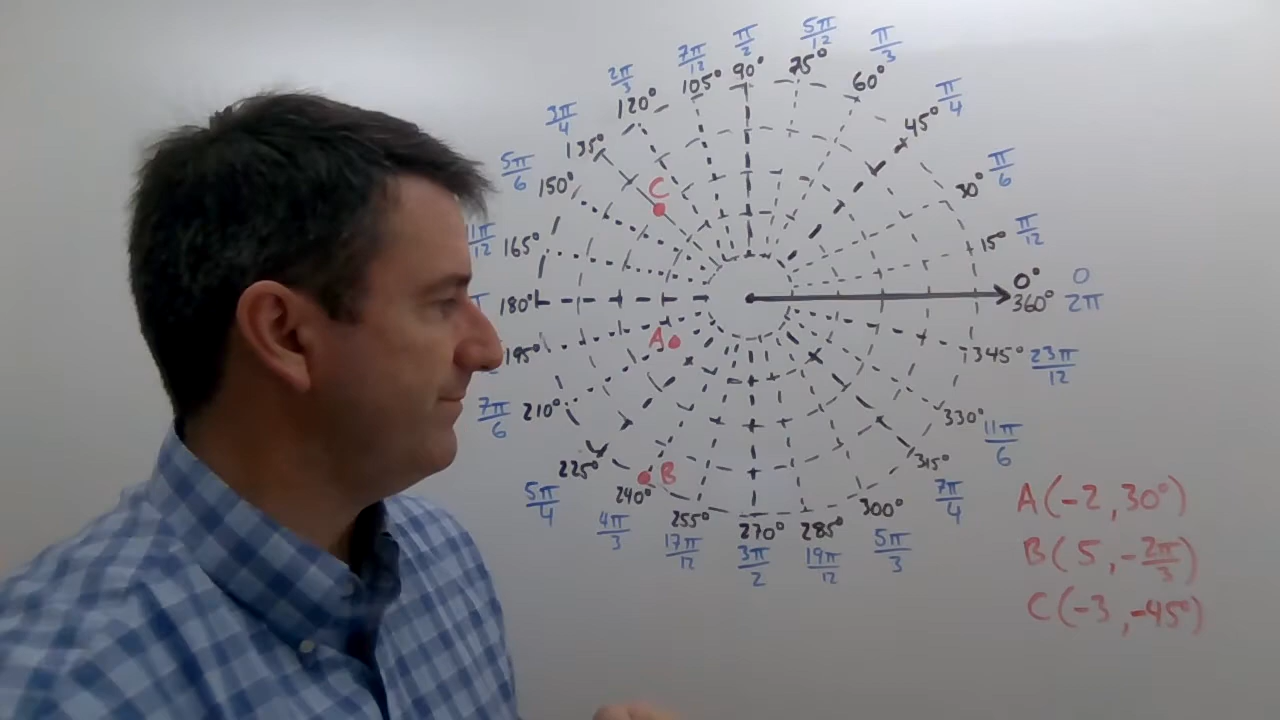 5π/12
π/2
π/3
7π/12
75°
90°
105°
60°
2π/3
120°
π/4
45°
3π/4
135°
5π/6
150°
π/6
30°
11π/12
165°
π/12
15°
C
0° 0
180° 360° 2π
A
195° 345° 23π/12
7π/6 210° 330° 11π/6
225° B 315°
5π/4 240° 7π/4
4π/3 255° 270° 285° 300°
17π/12 3π/2 19π/12 5π/3
A(-2, 30°)
B(5, -2π/3)
C(-3, -45°)